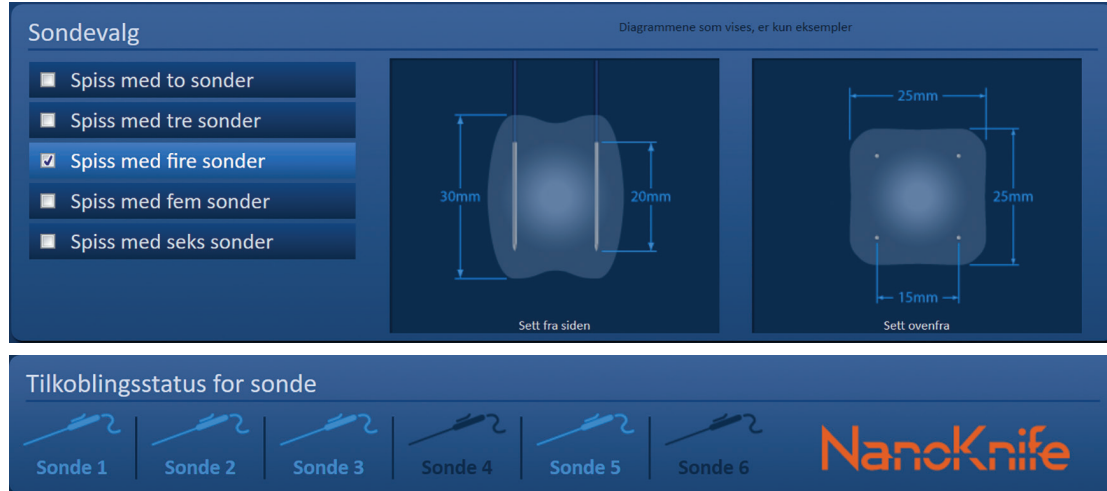 Sondevalg
Diagrammene som vises, er kun eksempler
Spiss med to sonder
Spiss med tre sonder
Spiss med fire sonder
Spiss med fem sonder
Spiss med seks sonder
30mm
20mm
Sett fra siden
25mm
25mm
15mm
Sett ovenfra
Tilkoblingsstatus for sonde
Sonde 1
Sonde 2
Sonde 3
Sonde 4
Sonde 5
Sonde 6
NanoKnife